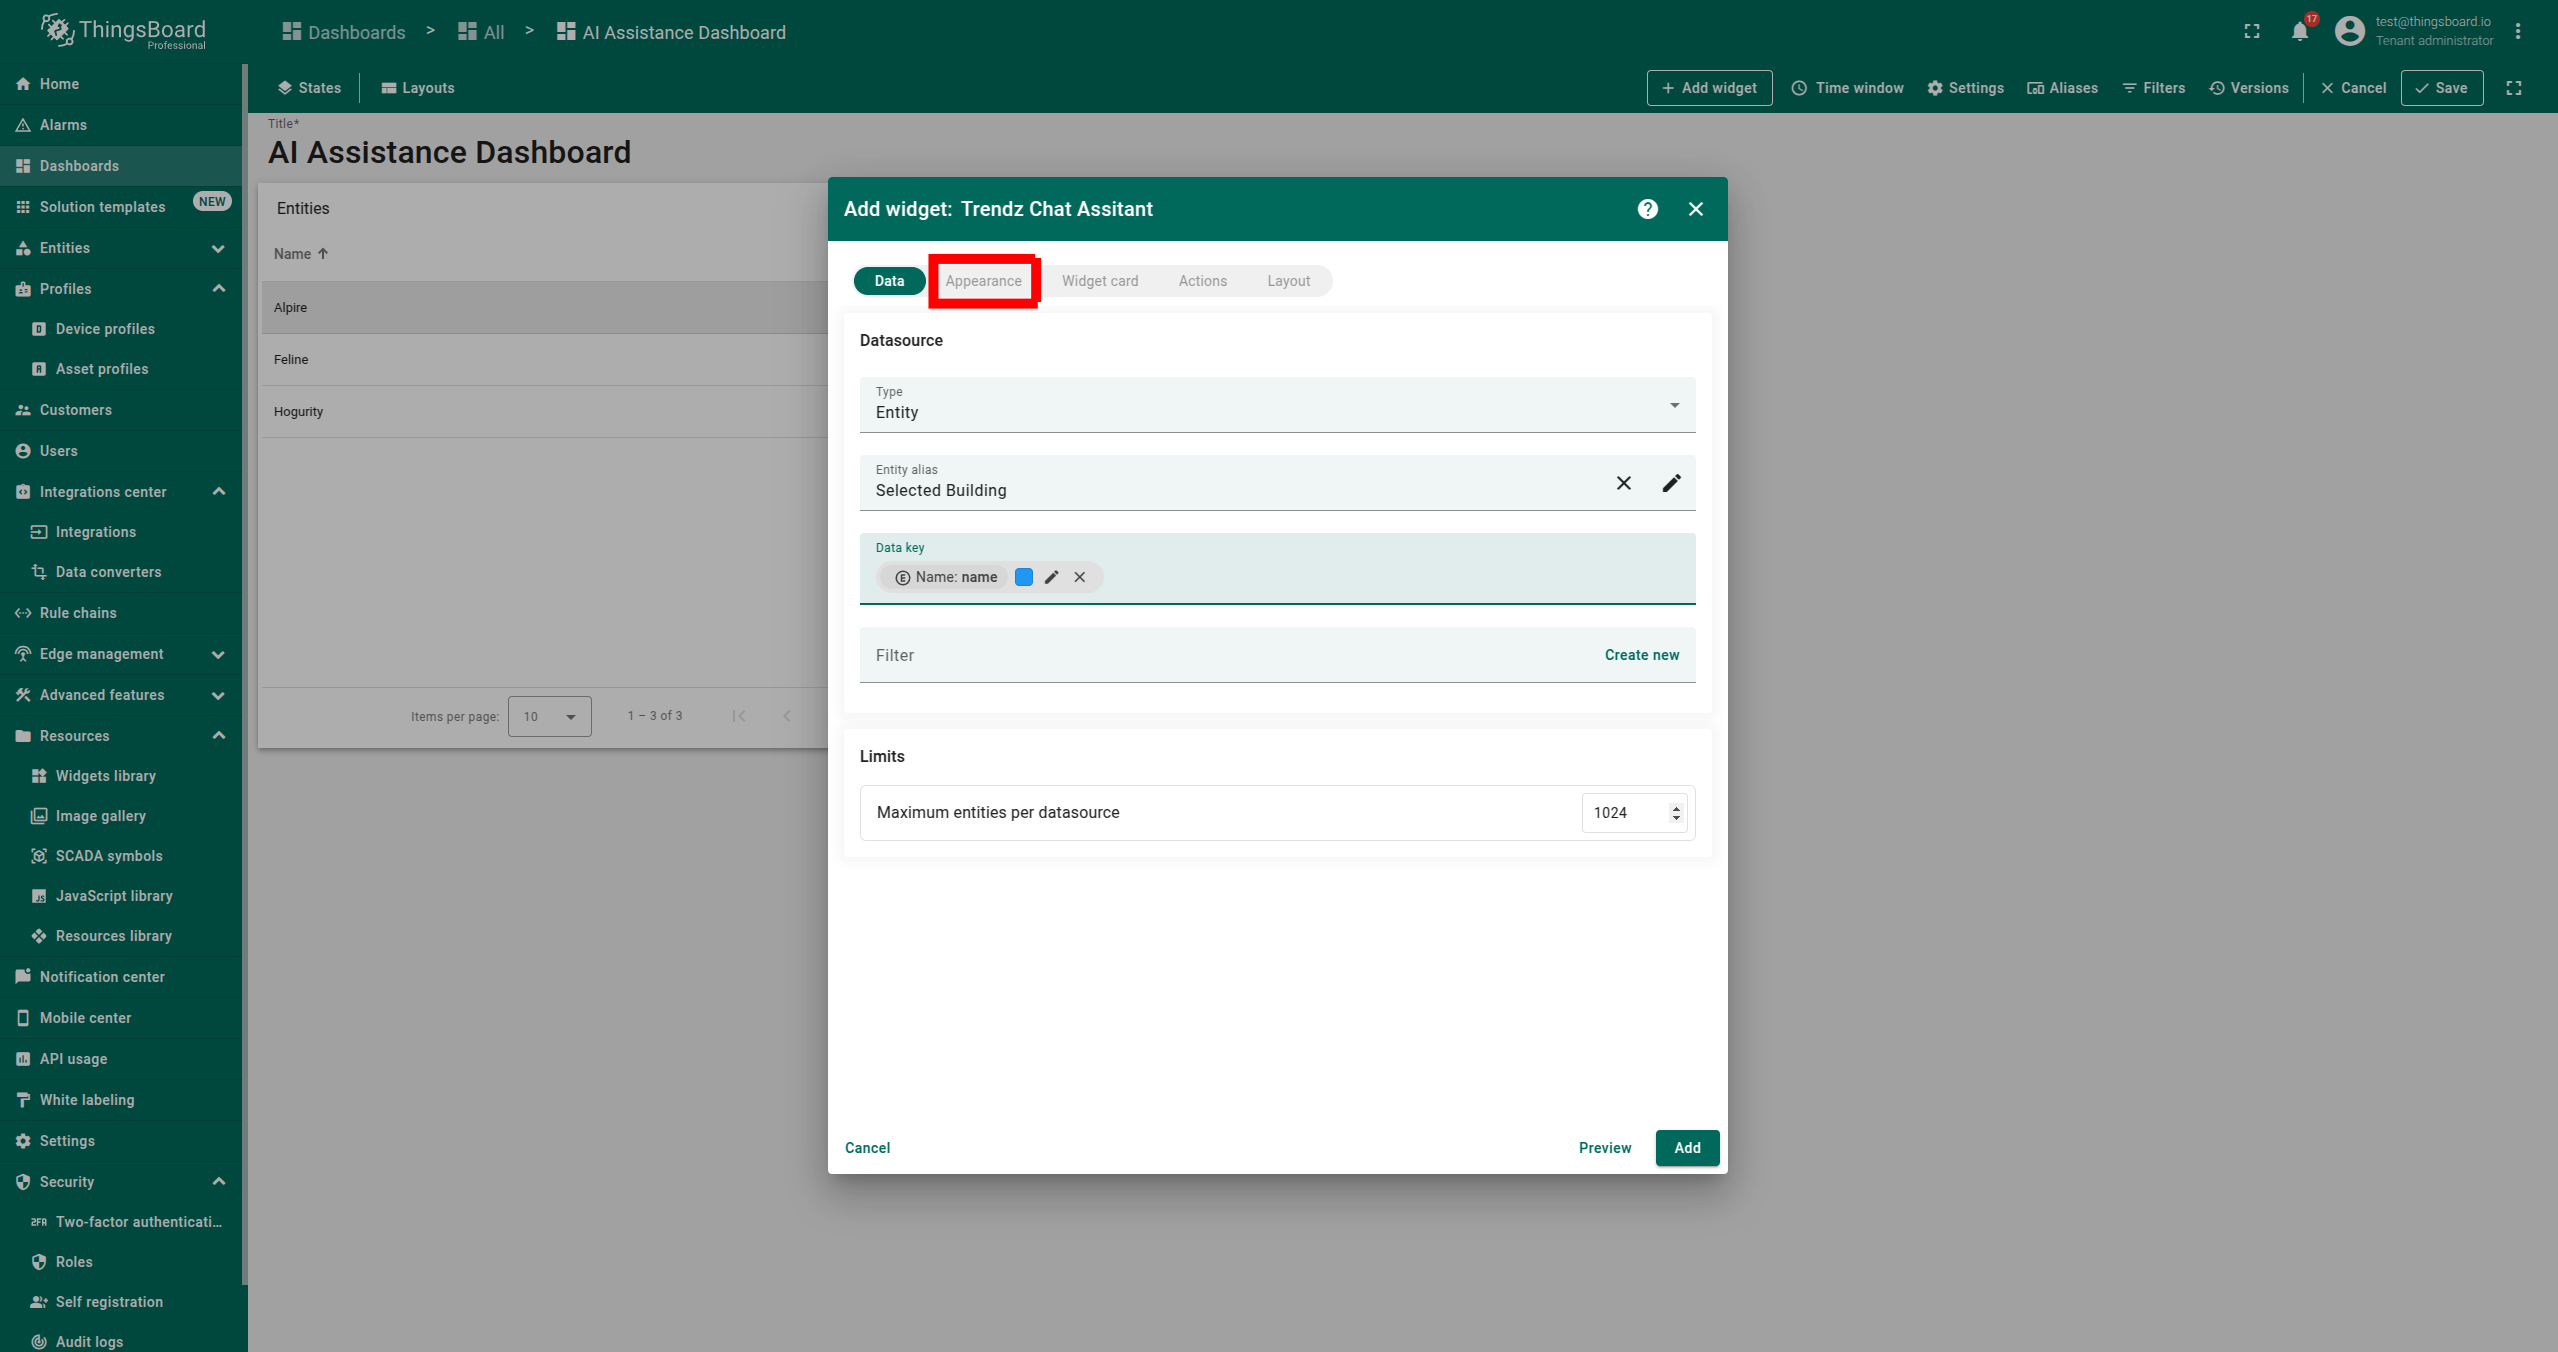 ThingsBoard
Professional
Dashboards > All > AI Assistance Dashboard
17
test@thingsboard.io
Tenant administrator
Home
Alarms
Dashboards
Solution templates NEW
Entities
Profiles
Device profiles
Asset profiles
Customers
Users
Integrations center
Integrations
Data converters
Rule chains
Edge management
Advanced features
Resources
Widgets library
Image gallery
SCADA symbols
JavaScript library
Resources library
Notification center
Mobile center
API usage
White labeling
Settings
Security
2FA Two-factor authenticati...
Roles
Self registration
Audit logs
States Layouts
+ Add widget Time window Settings Aliases Filters Versions Cancel Save
Title*
AI Assistance Dashboard
Entities
Name
Alpire
Feline
Hogurity
Items per page: 10 1 – 3 of 3
Add widget: Trendz Chat Assitant
Data Appearance Widget card Actions Layout
Datasource
Type
Entity
Entity alias
Selected Building
Data key
E Name: name
Filter Create new
Limits
Maximum entities per datasource 1024
Cancel Preview Add